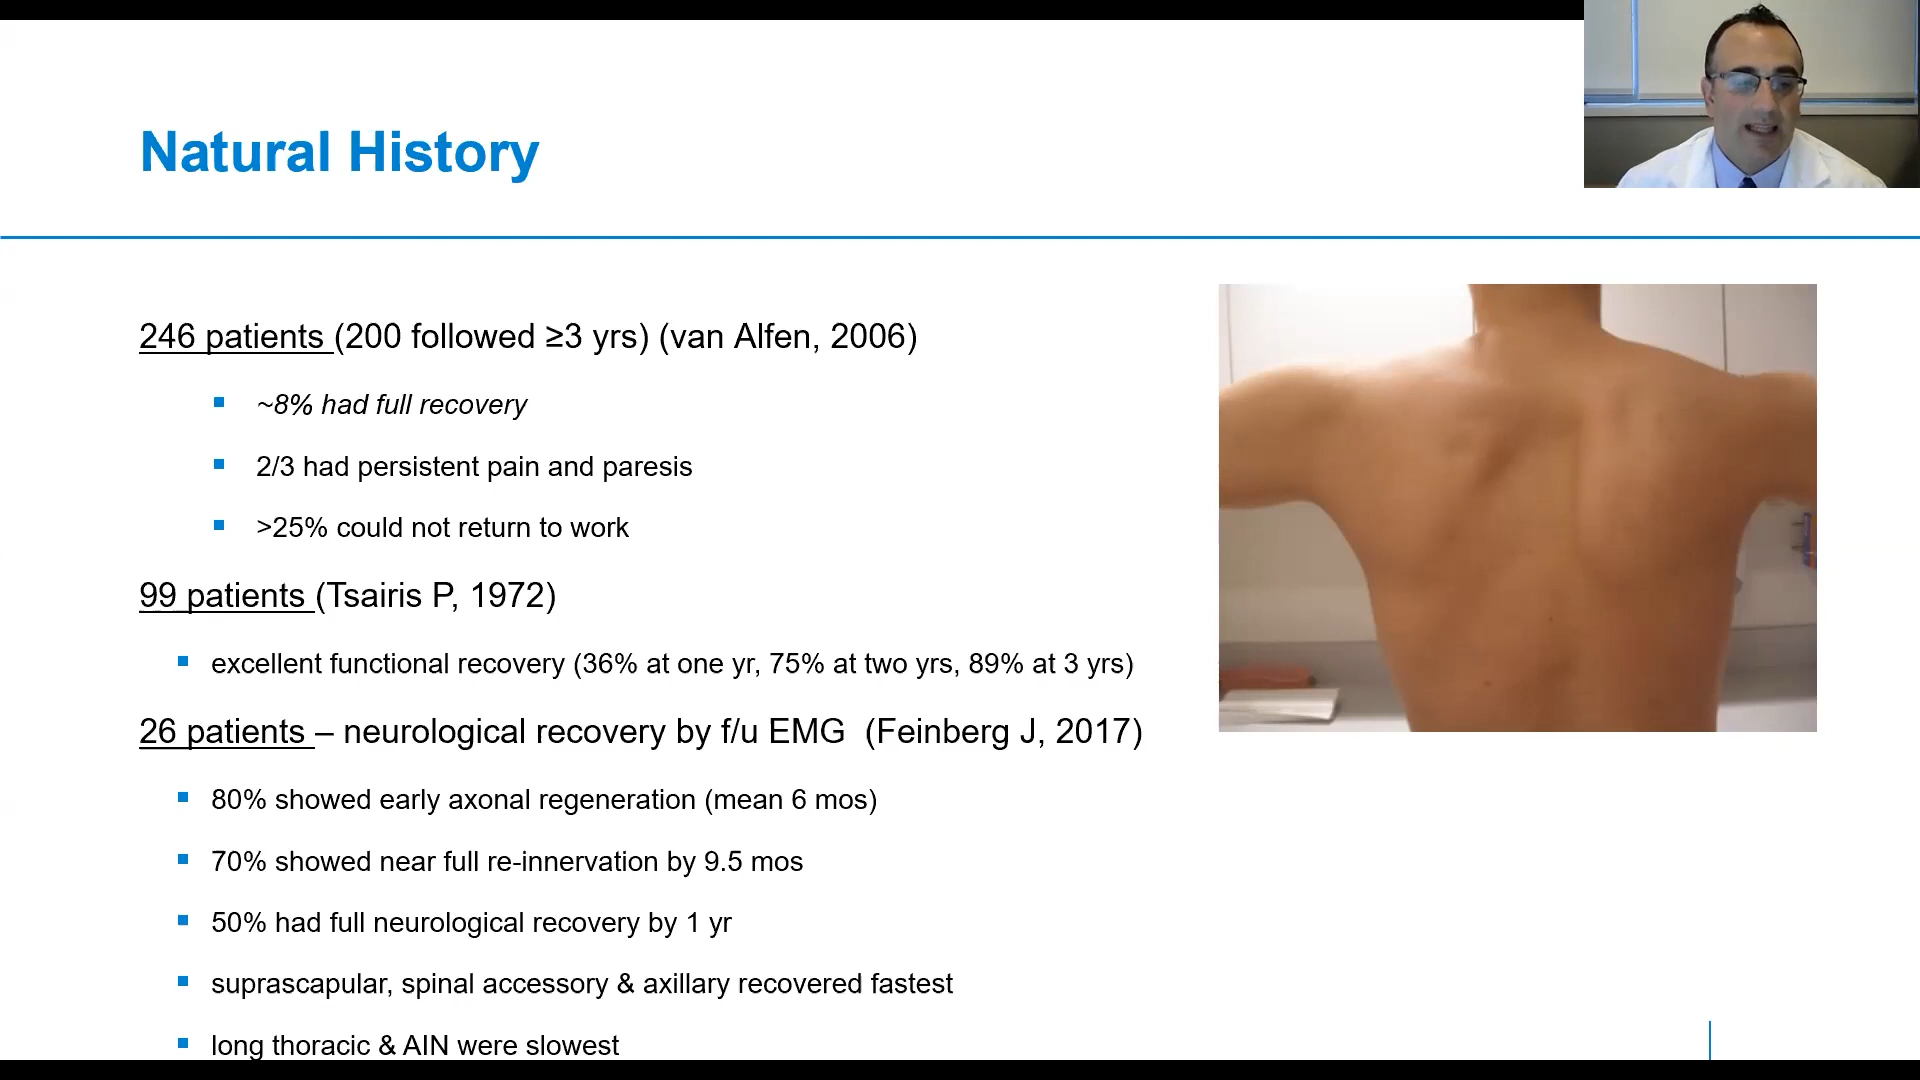 Natural History
246 patients (200 followed ≥3 yrs) (van Alfen, 2006)
~8% had full recovery
2/3 had persistent pain and paresis
>25% could not return to work
99 patients (Tsairis P, 1972)
excellent functional recovery (36% at one yr, 75% at two yrs, 89% at 3 yrs)
26 patients – neurological recovery by f/u EMG (Feinberg J, 2017)
80% showed early axonal regeneration (mean 6 mos)
70% showed near full re-innervation by 9.5 mos
50% had full neurological recovery by 1 yr
suprascapular, spinal accessory & axillary recovered fastest
long thoracic & AIN were slowest